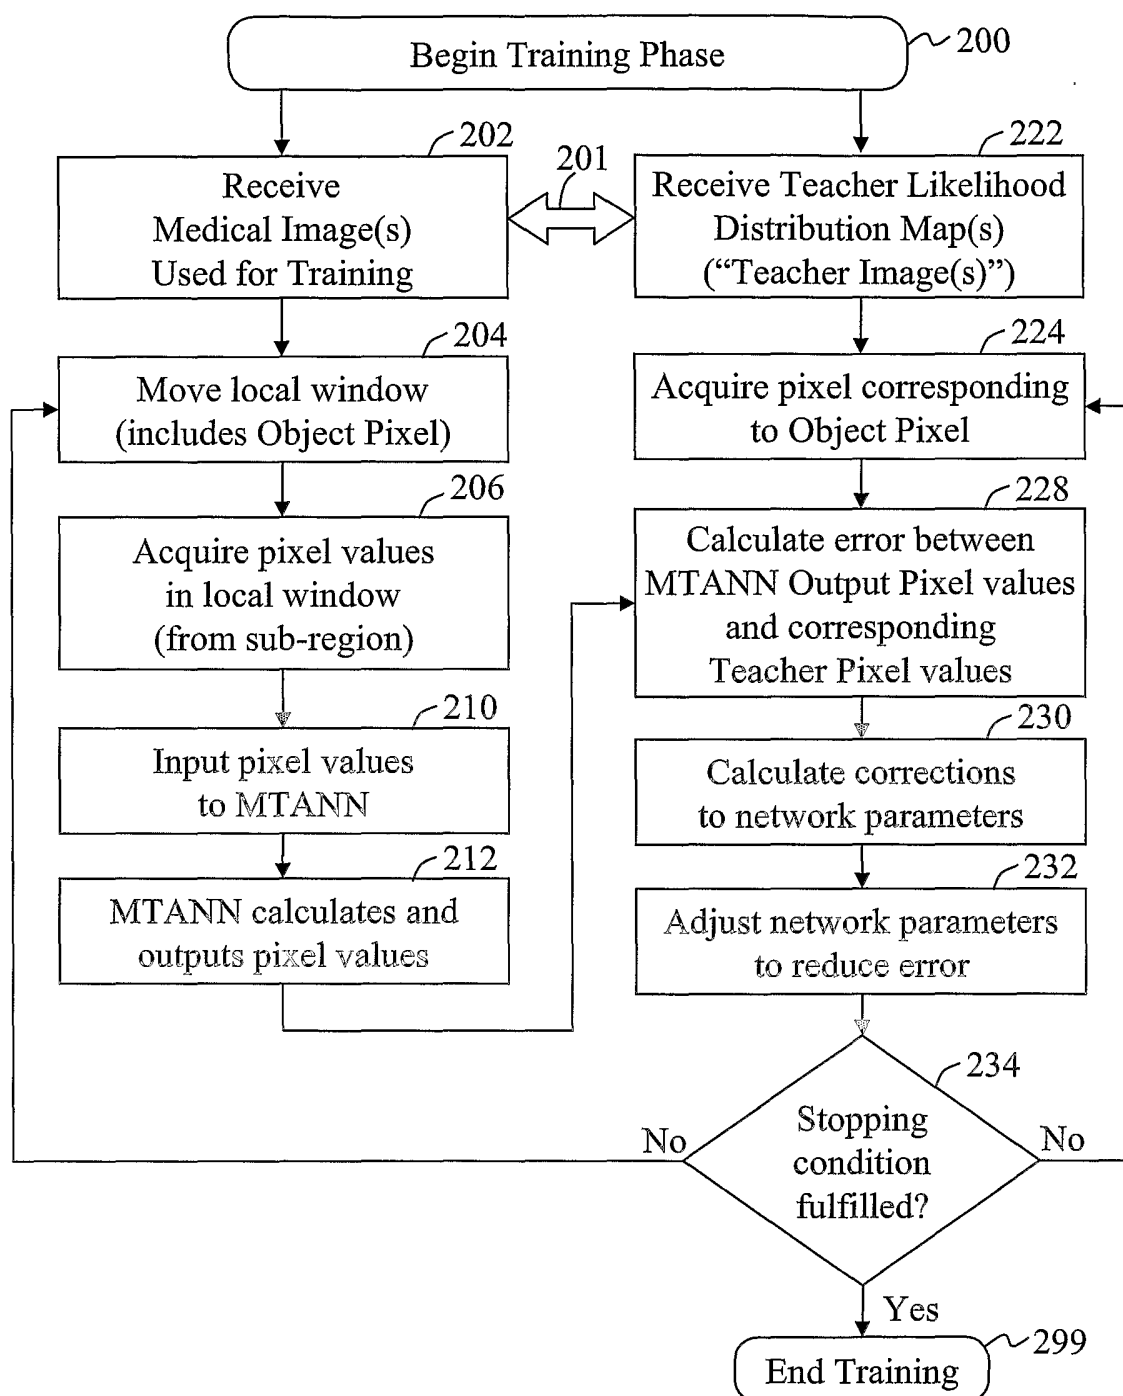 Begin Training Phase
200
202
Receive
Medical Image(s)
Used for Training
201
222
Receive Teacher Likelihood
Distribution Map(s)
(“Teacher Image(s)”)
204
Move local window
(includes Object Pixel)
224
Acquire pixel corresponding
to Object Pixel
206
Acquire pixel values
in local window
(from sub-region)
228
Calculate error between
MTANN Output Pixel values
and corresponding
Teacher Pixel values
210
Input pixel values
to MTANN
230
Calculate corrections
to network parameters
212
MTANN calculates and
outputs pixel values
232
Adjust network parameters
to reduce error
234
Stopping
condition
fulfilled?
No
No
Yes
299
End Training